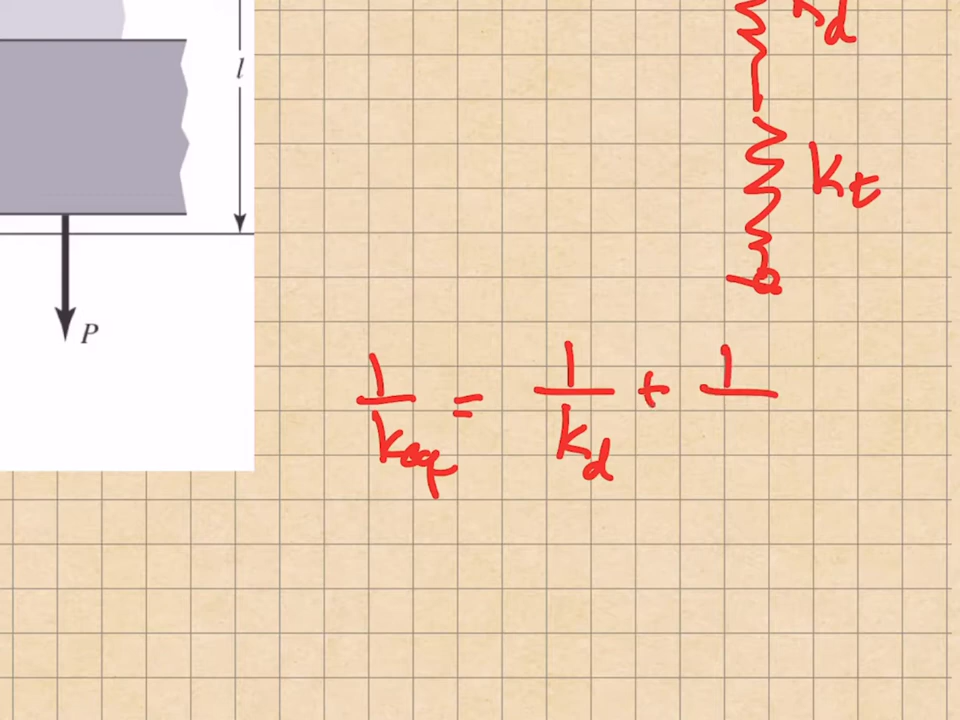 l
P
kd
kt
1/keq = 1/kd + 1/